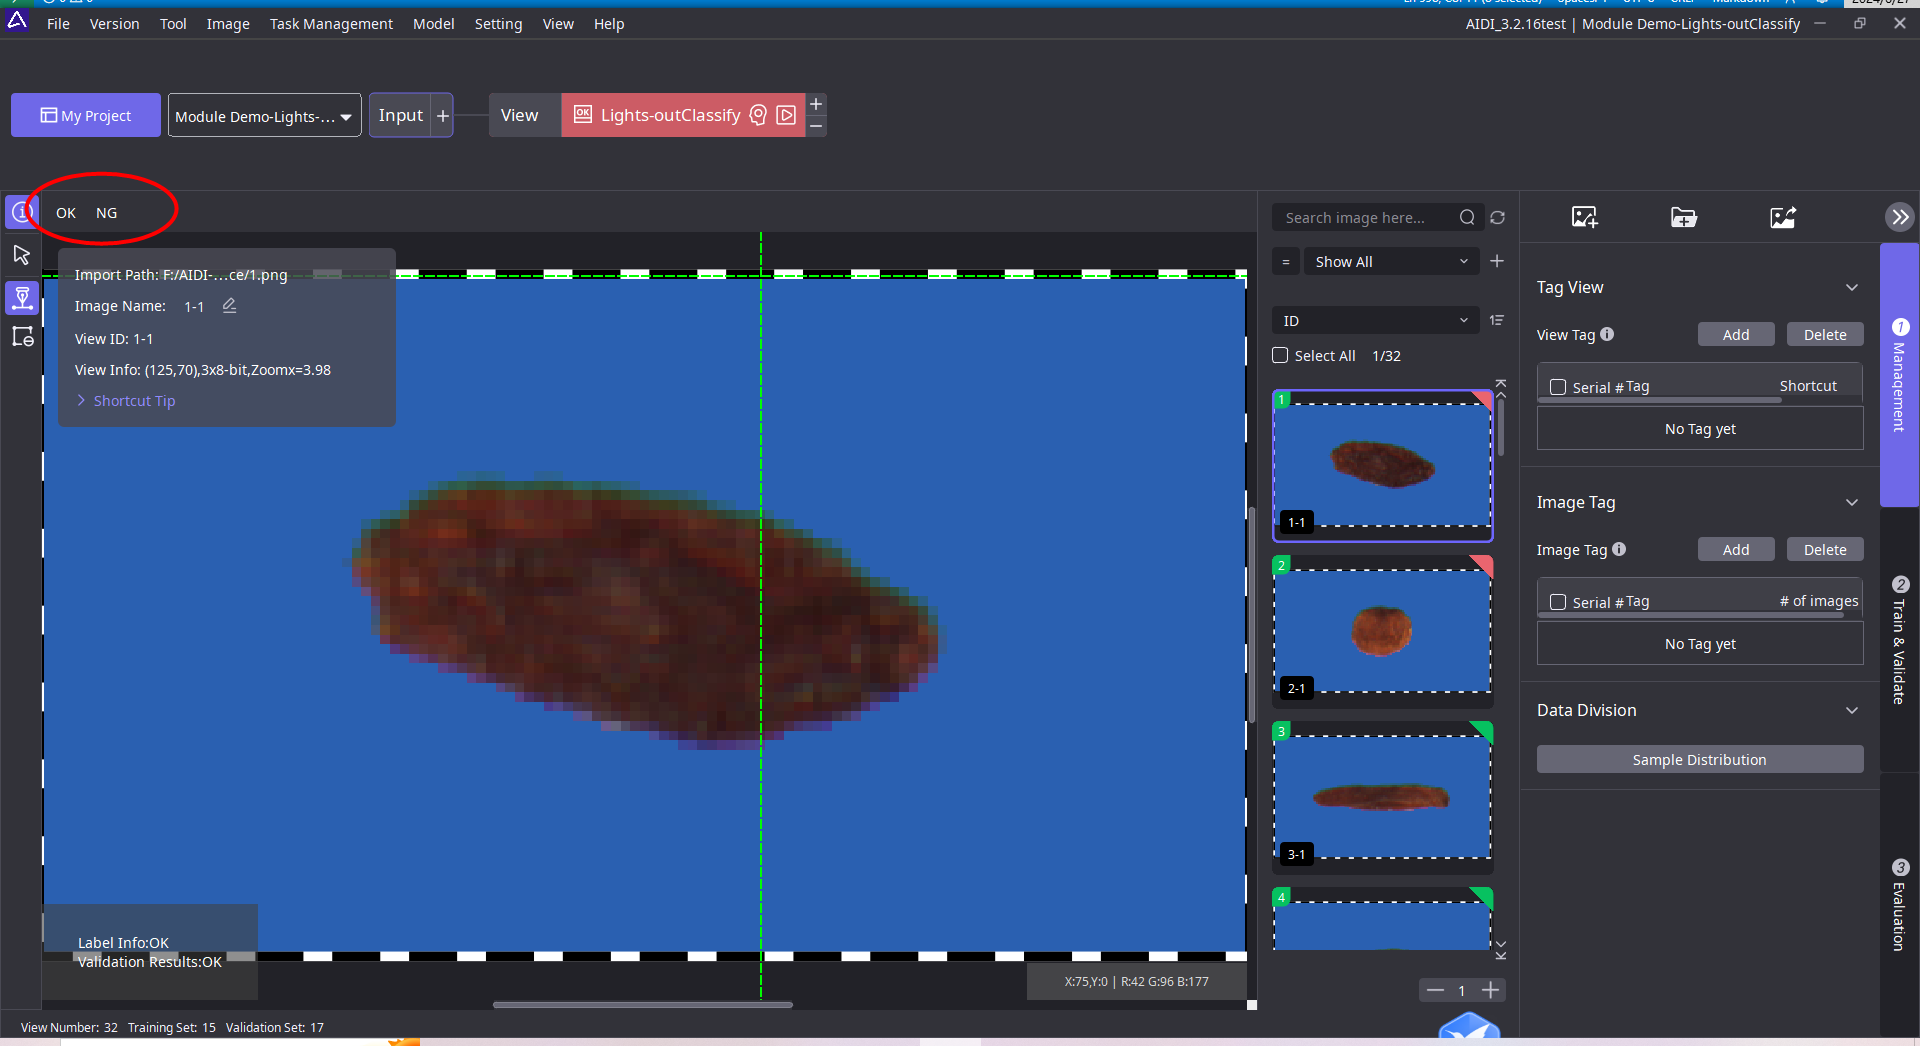 File Version Tool Image Task Management Model Setting View Help
AIDI_3.2.16test | Module Demo-Lights-outClassify
My Project
Module Demo-Lights-...
Input +
View
OK Lights-outClassify
OK NG
Import Path: F:/AIDI-...ce/1.png
Image Name: 1-1
View ID: 1-1
View Info: (125,70),3x8-bit,Zoomx=3.98
Shortcut Tip
Label Info:OK
Validation Results:OK
X:75,Y:0 | R:42 G:96 B:177
View Number: 32 Training Set: 15 Validation Set: 17
Search image here...
= Show All
ID
Select All 1/32
1
1-1
2
2-1
3
3-1
4
1
Tag View
View Tag Add Delete
Serial # Tag Shortcut
No Tag yet
Image Tag
Image Tag Add Delete
Serial # Tag # of images
No Tag yet
Data Division
Sample Distribution
1 Management
2 Train & Validate
3 Evaluation